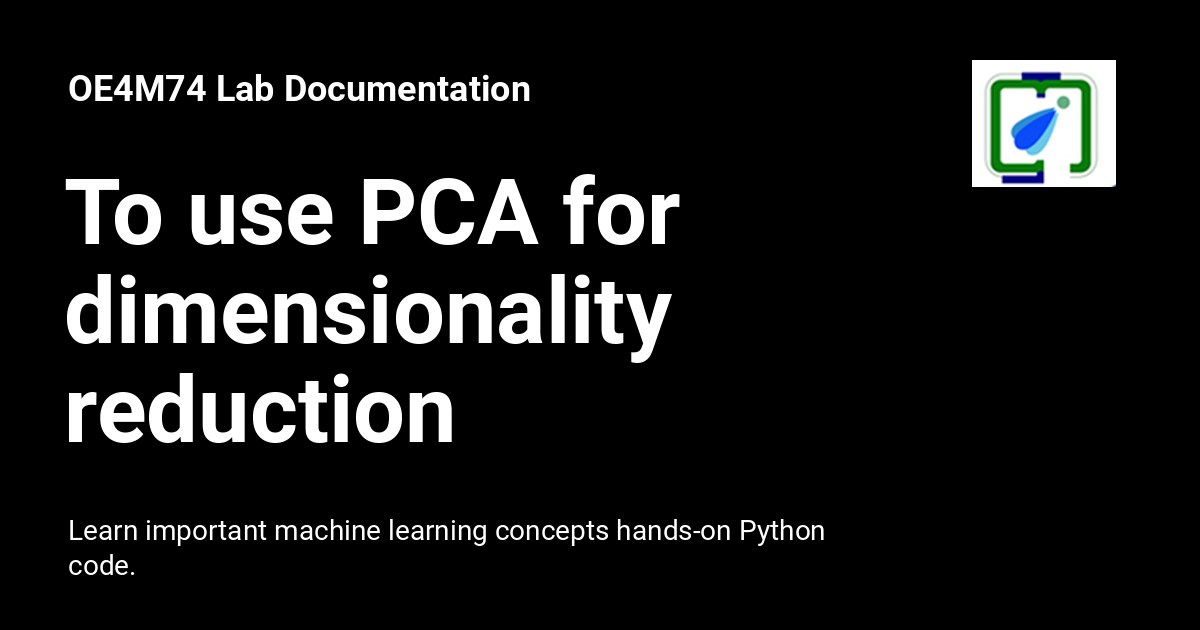 OE4M74 Lab Documentation
To use PCA for
dimensionality
reduction
Learn important machine learning concepts hands-on Python
code.